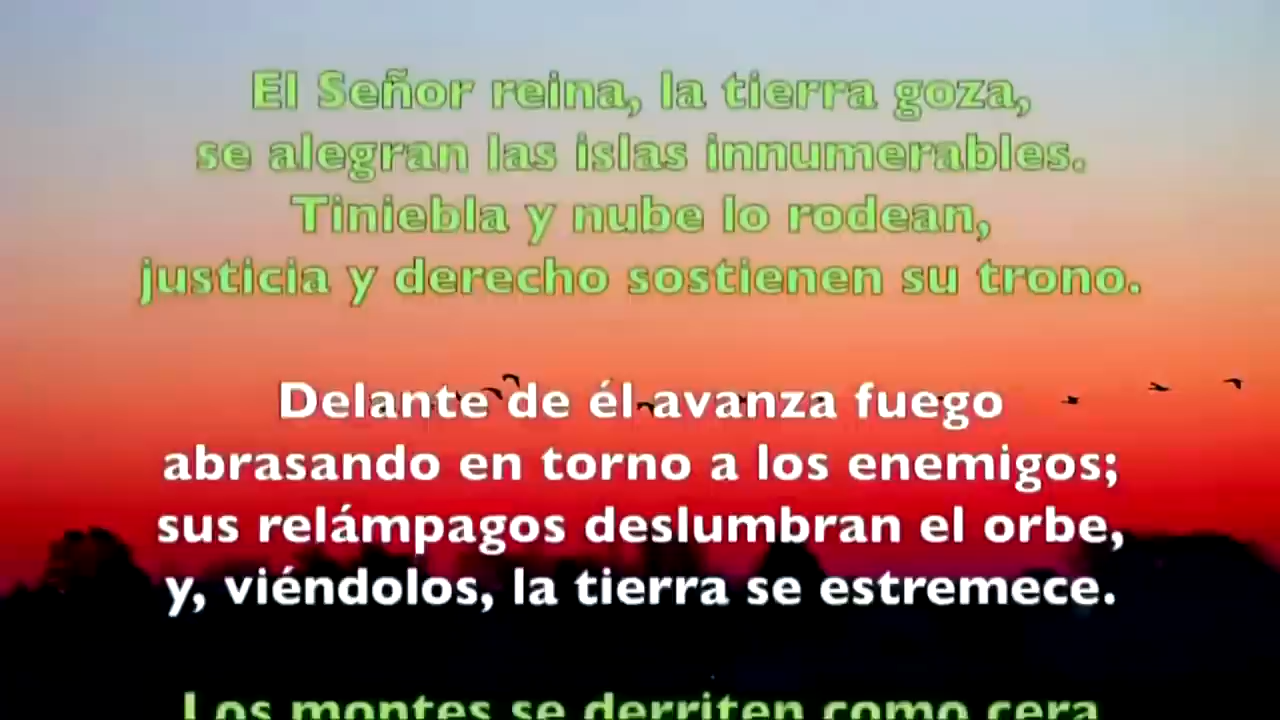 El Señor reina, la tierra goza,
se alegran las islas innumerables.
Tiniebla y nube lo rodean,
justicia y derecho sostienen su trono.
Delante de él avanza fuego
abrasando en torno a los enemigos;
sus relámpagos deslumbran el orbe,
y, viéndolos, la tierra se estremece.
Los montes se derriten como cera